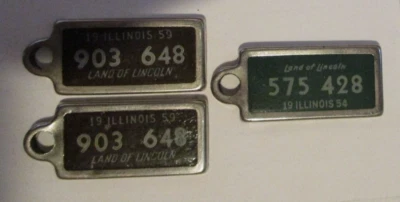 19 ILLINOIS 59
903 648
LAND OF LINCOLN
19 ILLINOIS 59
903 648
LAND OF LINCOLN
Land of Lincoln
575 428
19 ILLINOIS 54